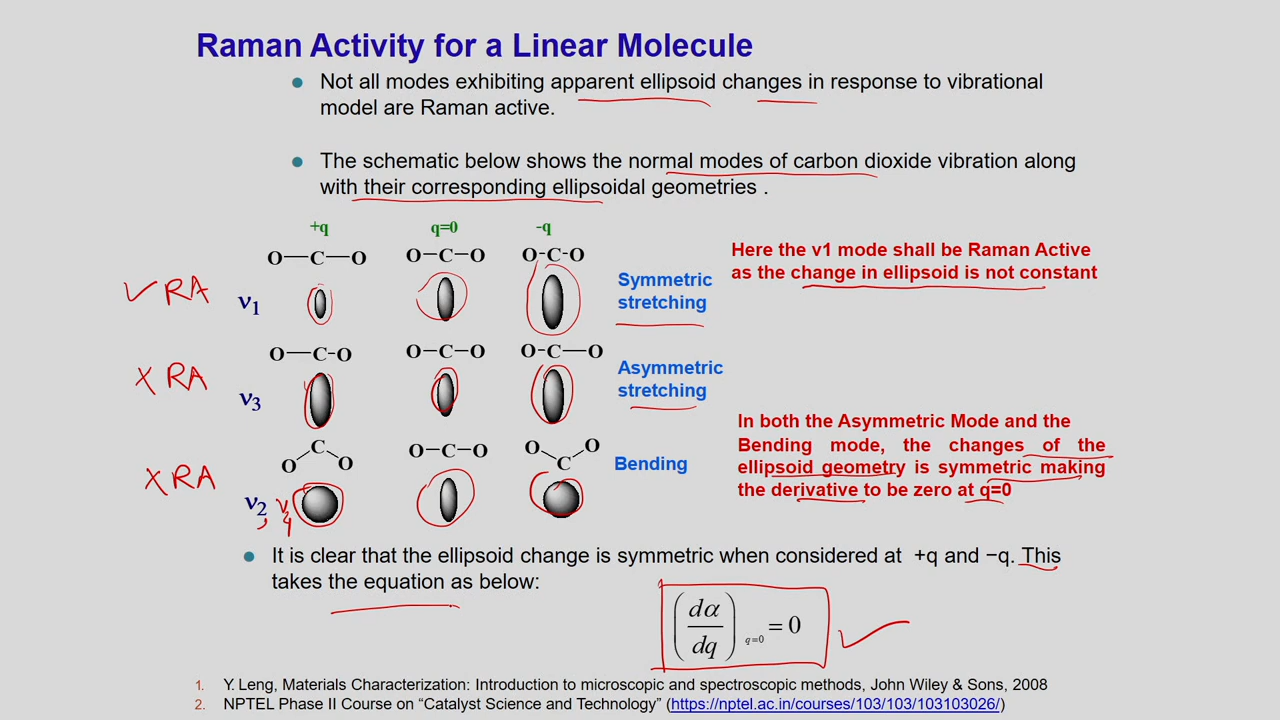 Raman Activity for a Linear Molecule
● Not all modes exhibiting apparent ellipsoid changes in response to vibrational
model are Raman active.
● The schematic below shows the normal modes of carbon dioxide vibration along
with their corresponding ellipsoidal geometries .
+q q=0 -q
O—C—O O—C—O O-C-O
✓RA
ν1
Symmetric
stretching
Here the v1 mode shall be Raman Active
as the change in ellipsoid is not constant
O—C-O O—C—O O-C—O
X RA
ν3
Asymmetric
stretching
In both the Asymmetric Mode and the
Bending mode, the changes of the
ellipsoid geometry is symmetric making
the derivative to be zero at q=0
O C O O—C—O O C O
Bending
X RA
ν2 , ν4
● It is clear that the ellipsoid change is symmetric when considered at +q and −q. This
takes the equation as below:
(dα/dq) q=0 = 0 ✓
1. Y. Leng, Materials Characterization: Introduction to microscopic and spectroscopic methods, John Wiley & Sons, 2008
2. NPTEL Phase II Course on “Catalyst Science and Technology” (https://nptel.ac.in/courses/103/103/103103026/)